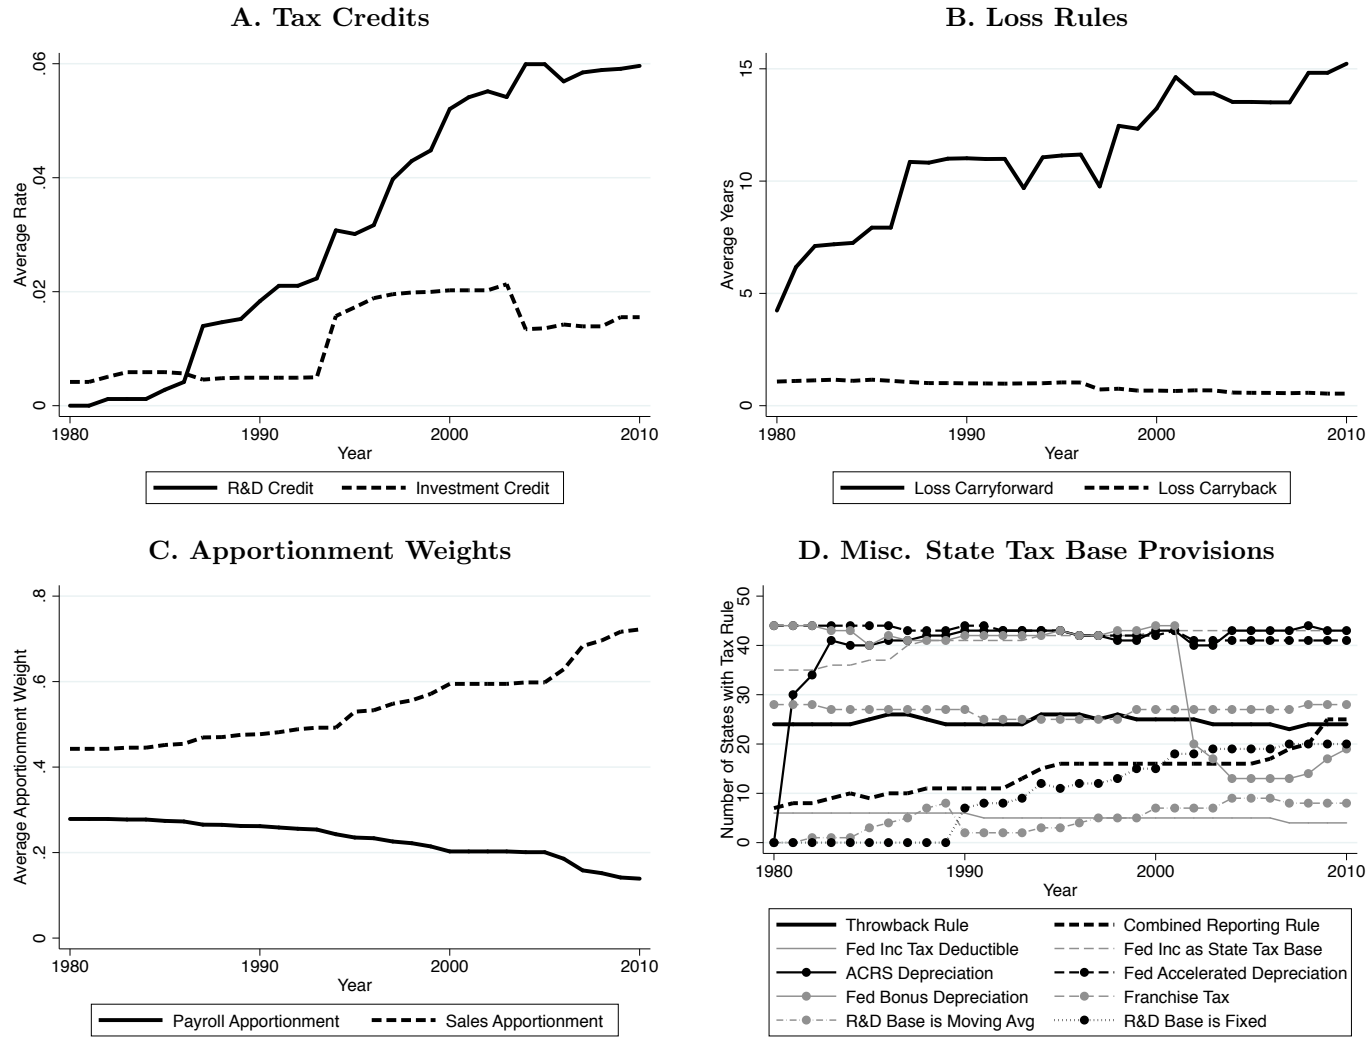 A. Tax Credits
.06
.04
.02
0
Average Rate
1980 1990 2000 2010
Year
R&D Credit Investment Credit
B. Loss Rules
15
10
5
0
Average Years
1980 1990 2000 2010
Year
Loss Carryforward Loss Carryback
C. Apportionment Weights
.8
.6
.4
.2
0
Average Apportionment Weight
1980 1990 2000 2010
Year
Payroll Apportionment Sales Apportionment
D. Misc. State Tax Base Provisions
50
40
30
20
10
0
Number of States with Tax Rule
1980 1990 2000 2010
Year
Throwback Rule Combined Reporting Rule
Fed Inc Tax Deductible Fed Inc as State Tax Base
ACRS Depreciation Fed Accelerated Depreciation
Fed Bonus Depreciation Franchise Tax
R&D Base is Moving Avg R&D Base is Fixed